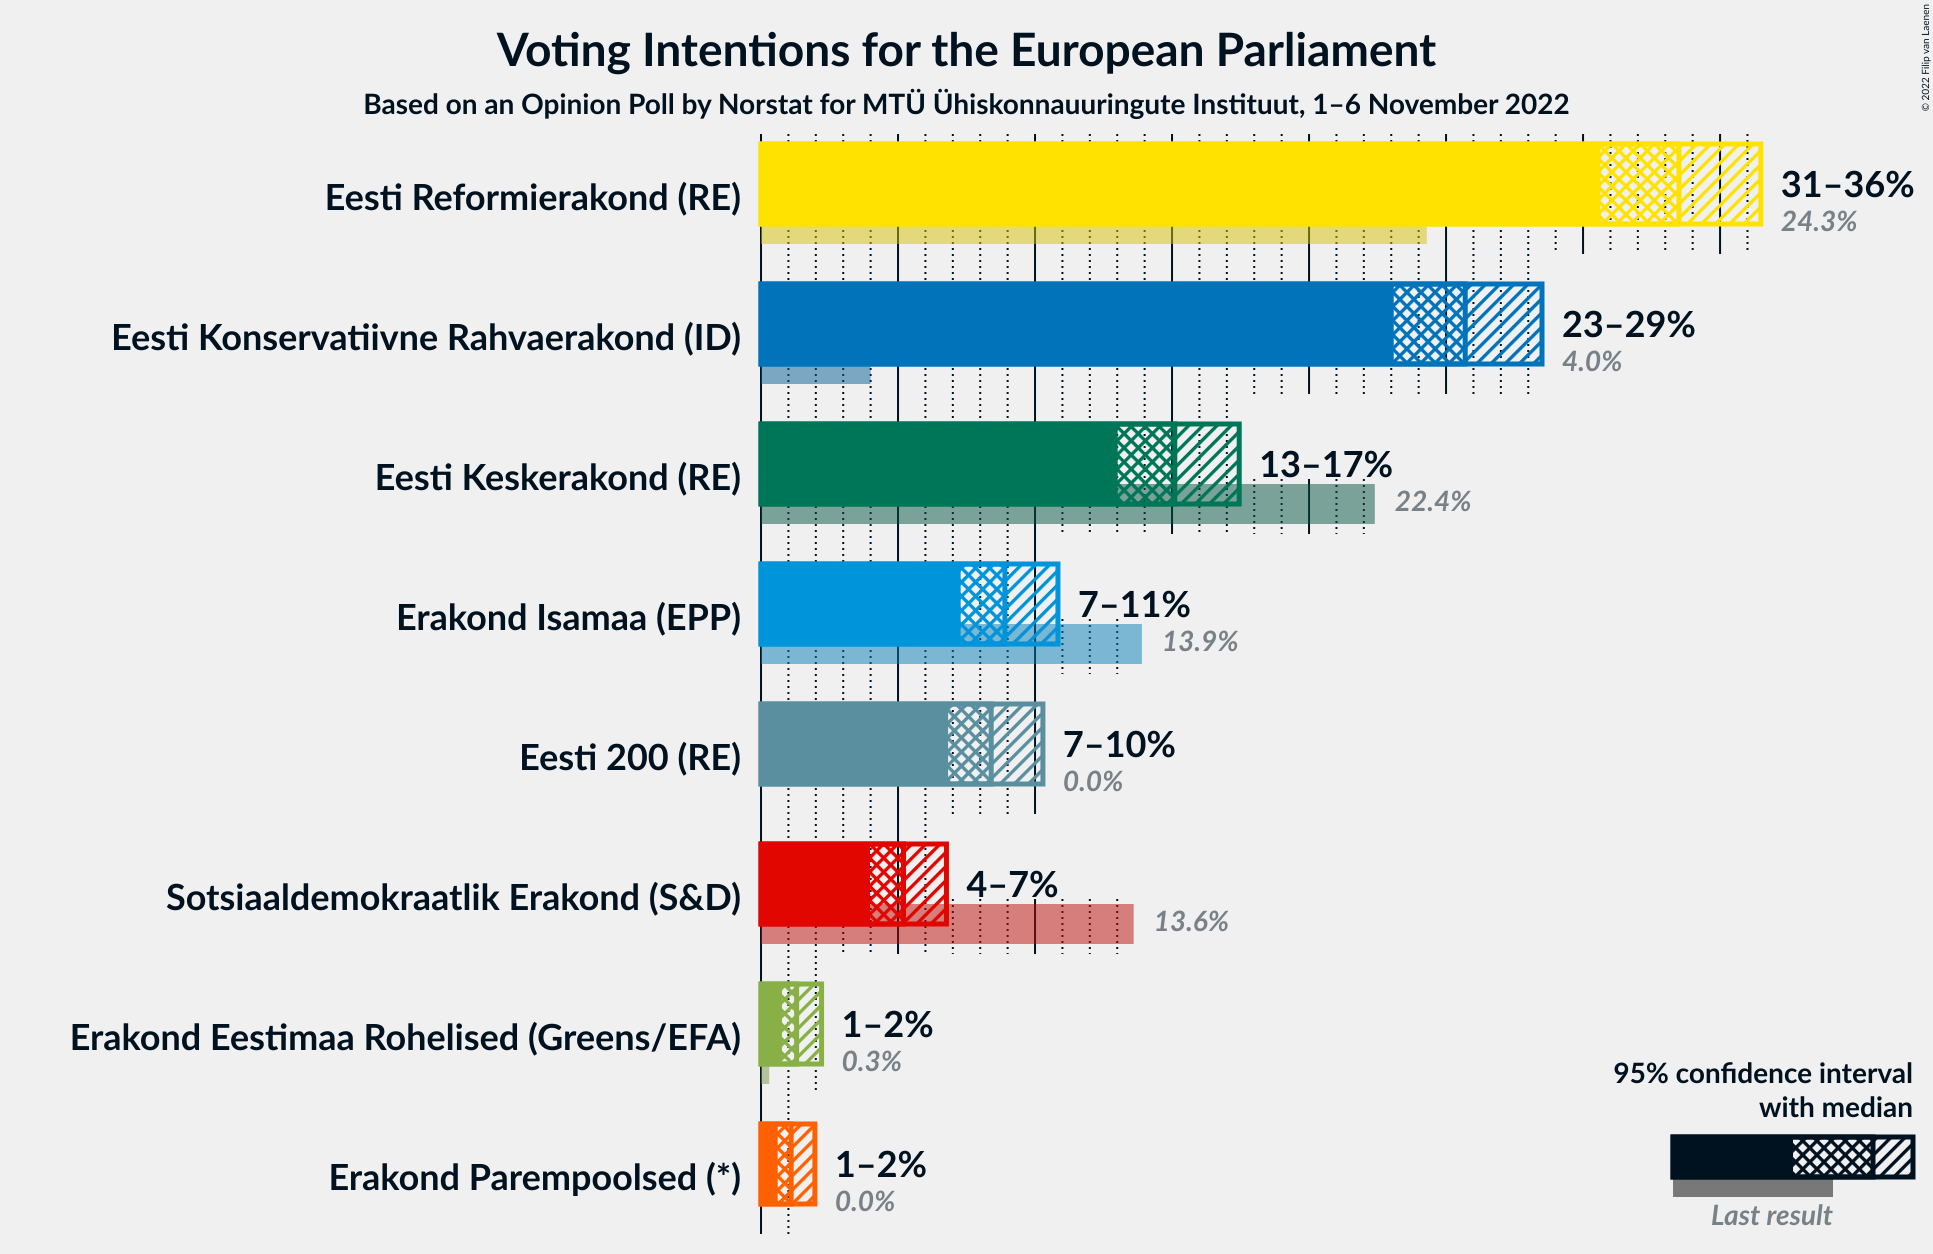 Voting Intentions for the European Parliament
Based on an Opinion Poll by Norstat for MTÜ Ühiskonnauuringute Instituut, 1–6 November 2022
© 2022 Filip van Laenen
Eesti Reformierakond (RE)
31–36%
24.3%
Eesti Konservatiivne Rahvaerakond (ID)
23–29%
4.0%
Eesti Keskerakond (RE)
13–17%
22.4%
Erakond Isamaa (EPP)
7–11%
13.9%
Eesti 200 (RE)
7–10%
0.0%
Sotsiaaldemokraatlik Erakond (S&D)
4–7%
13.6%
Erakond Eestimaa Rohelised (Greens/EFA)
1–2%
0.3%
Erakond Parempoolsed (*)
1–2%
0.0%
95% confidence interval
with median
Last result